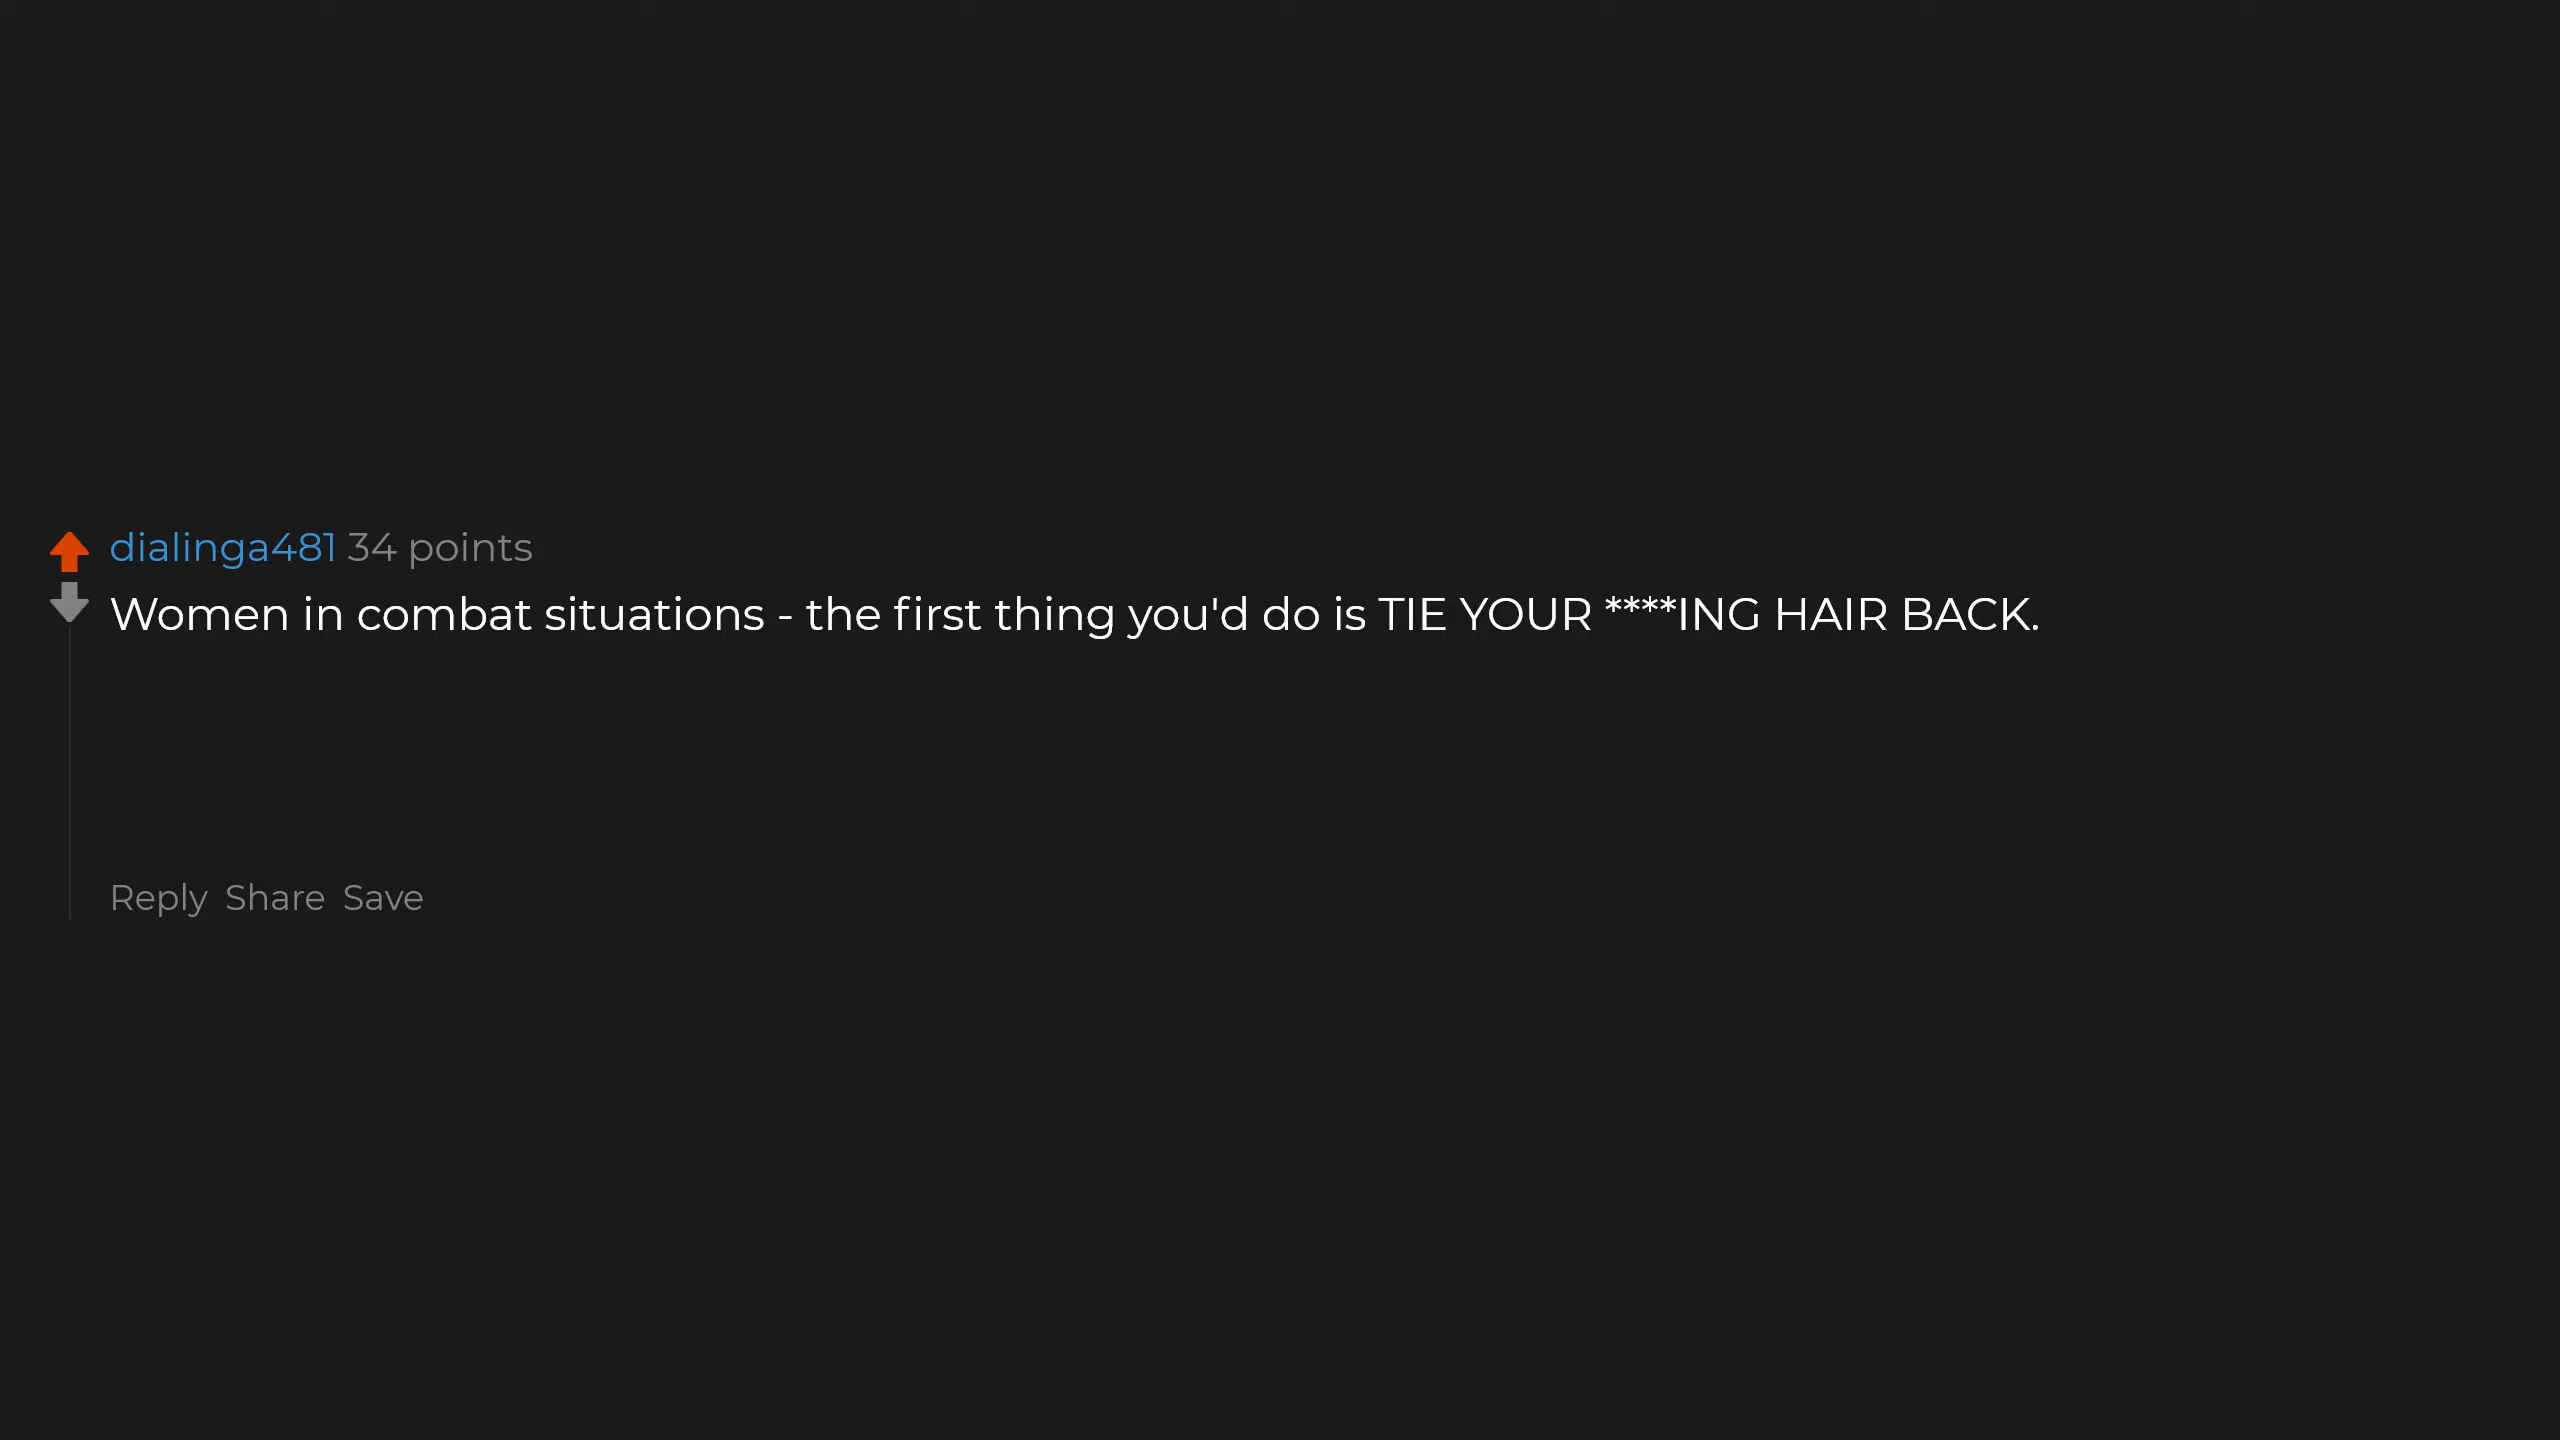 dialinga481 34 points
Women in combat situations - the first thing you'd do is TIE YOUR ****ING HAIR BACK.
Reply Share Save